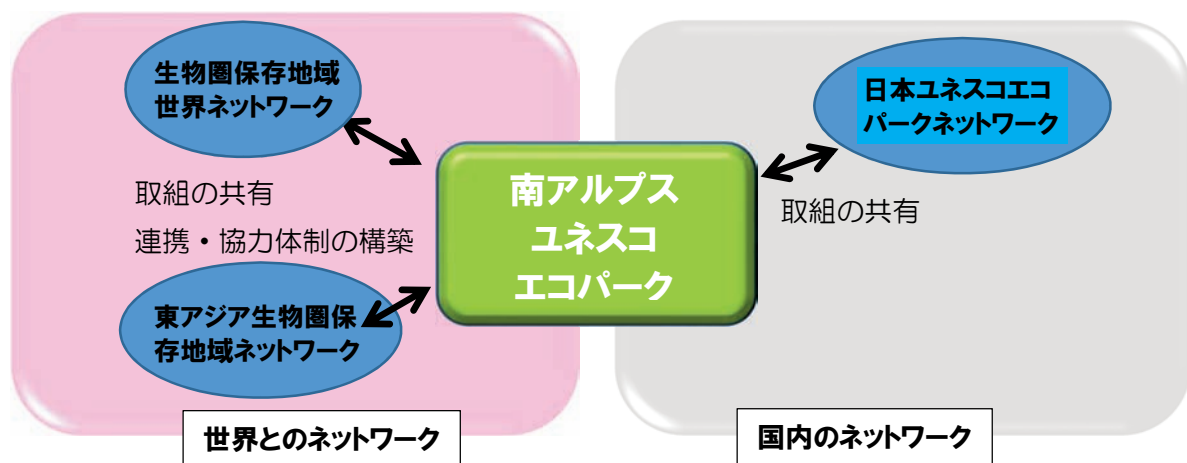 生物圏保存地域
世界ネットワーク
取組の共有
連携・協力体制の構築
東アジア生物圏保
存地域ネットワーク
世界とのネットワーク
南アルプス
ユネスコ
エコパーク
日本ユネスコエコ
パークネットワーク
取組の共有
国内のネットワーク